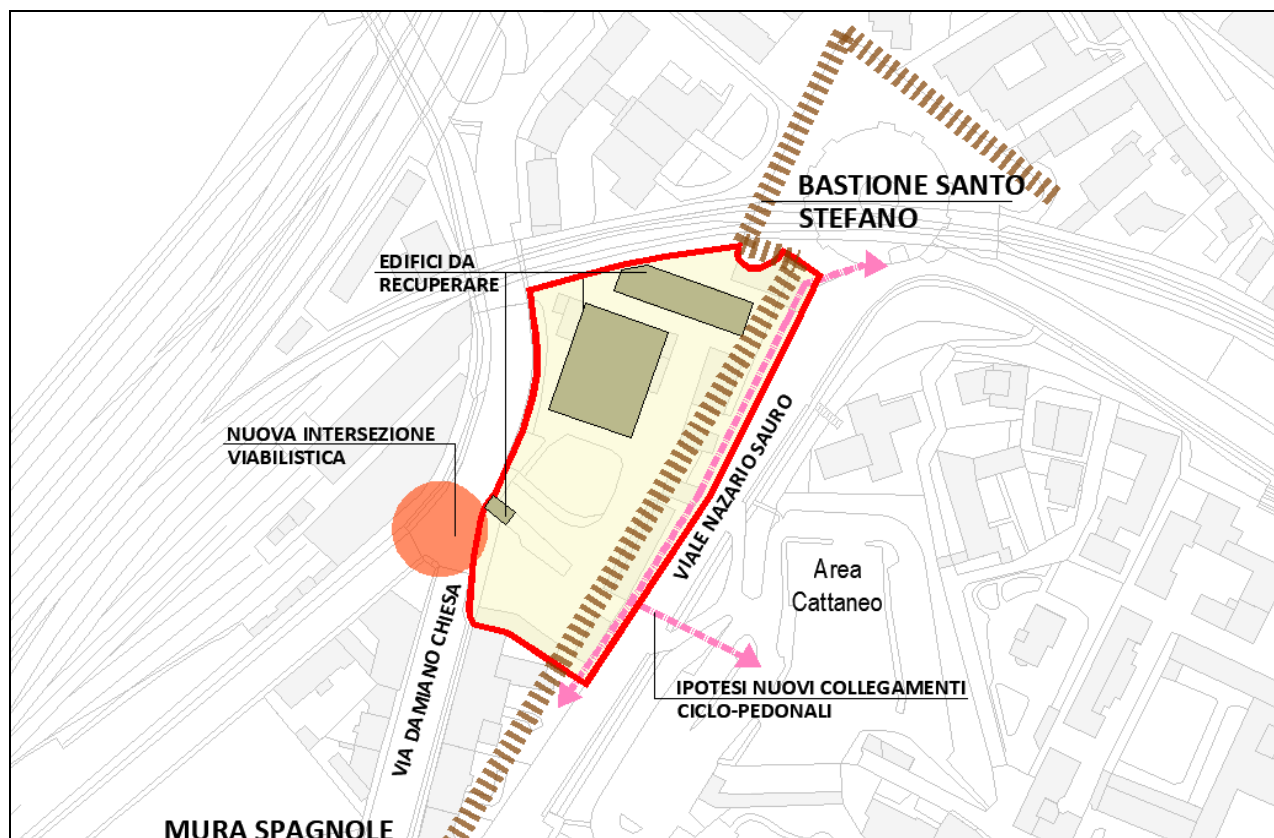 BASTIONE SANTO
STEFANO
EDIFICI DA
RECUPERARE
NUOVA INTERSEZIONE
VIABILISTICA
VIALE NAZARIO SAURO
Area
Cattaneo
VIA DAMIANO CHIESA
IPOTESI NUOVI COLLEGAMENTI
CICLO-PEDONALI
MURA SPAGNOLE